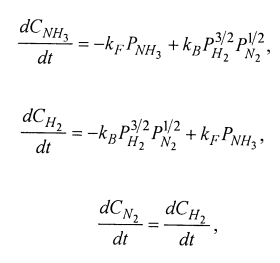 dC_{NH_3}/dt = -k_F P_{NH_3} + k_B P_{H_2}^{3/2} P_{N_2}^{1/2},
dC_{H_2}/dt = -k_B P_{H_2}^{3/2} P_{N_2}^{1/2} + k_F P_{NH_3},
dC_{N_2}/dt = dC_{H_2}/dt,